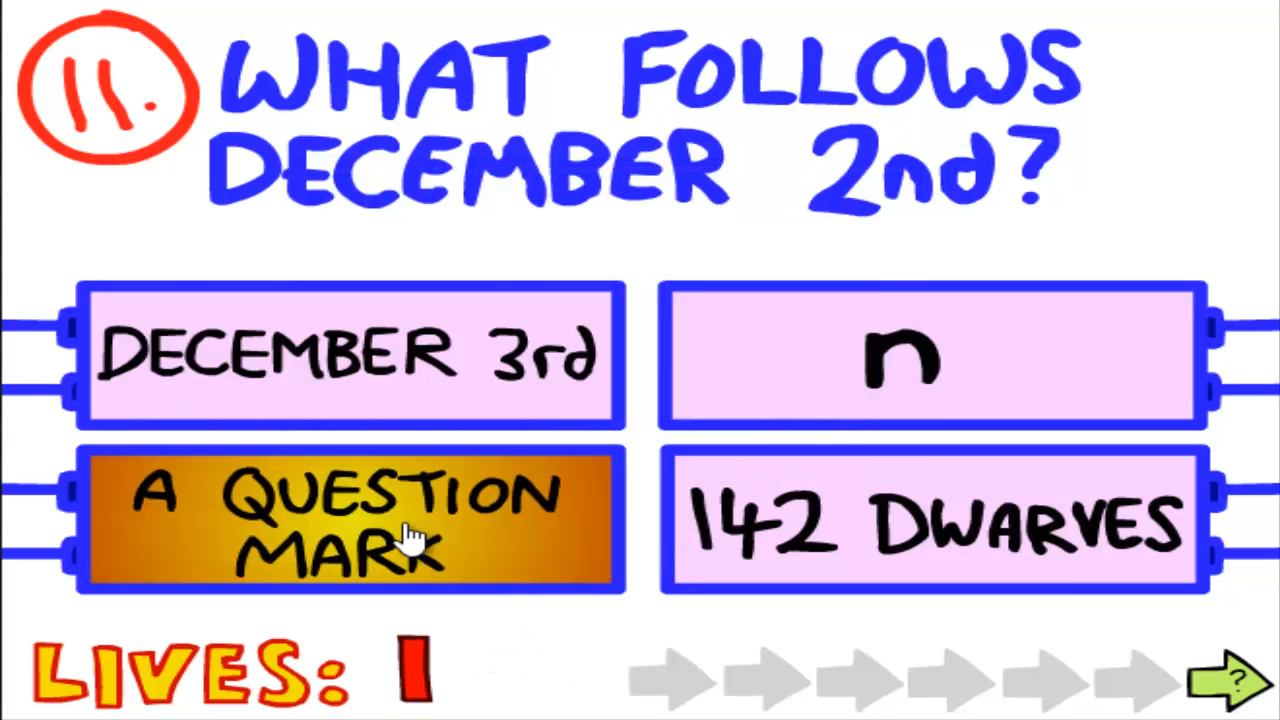 11. WHAT FOLLOWS
DECEMBER 2nd?
DECEMBER 3rd
n
A QUESTION
MARK
142 DWARVES
LIVES: 1
?